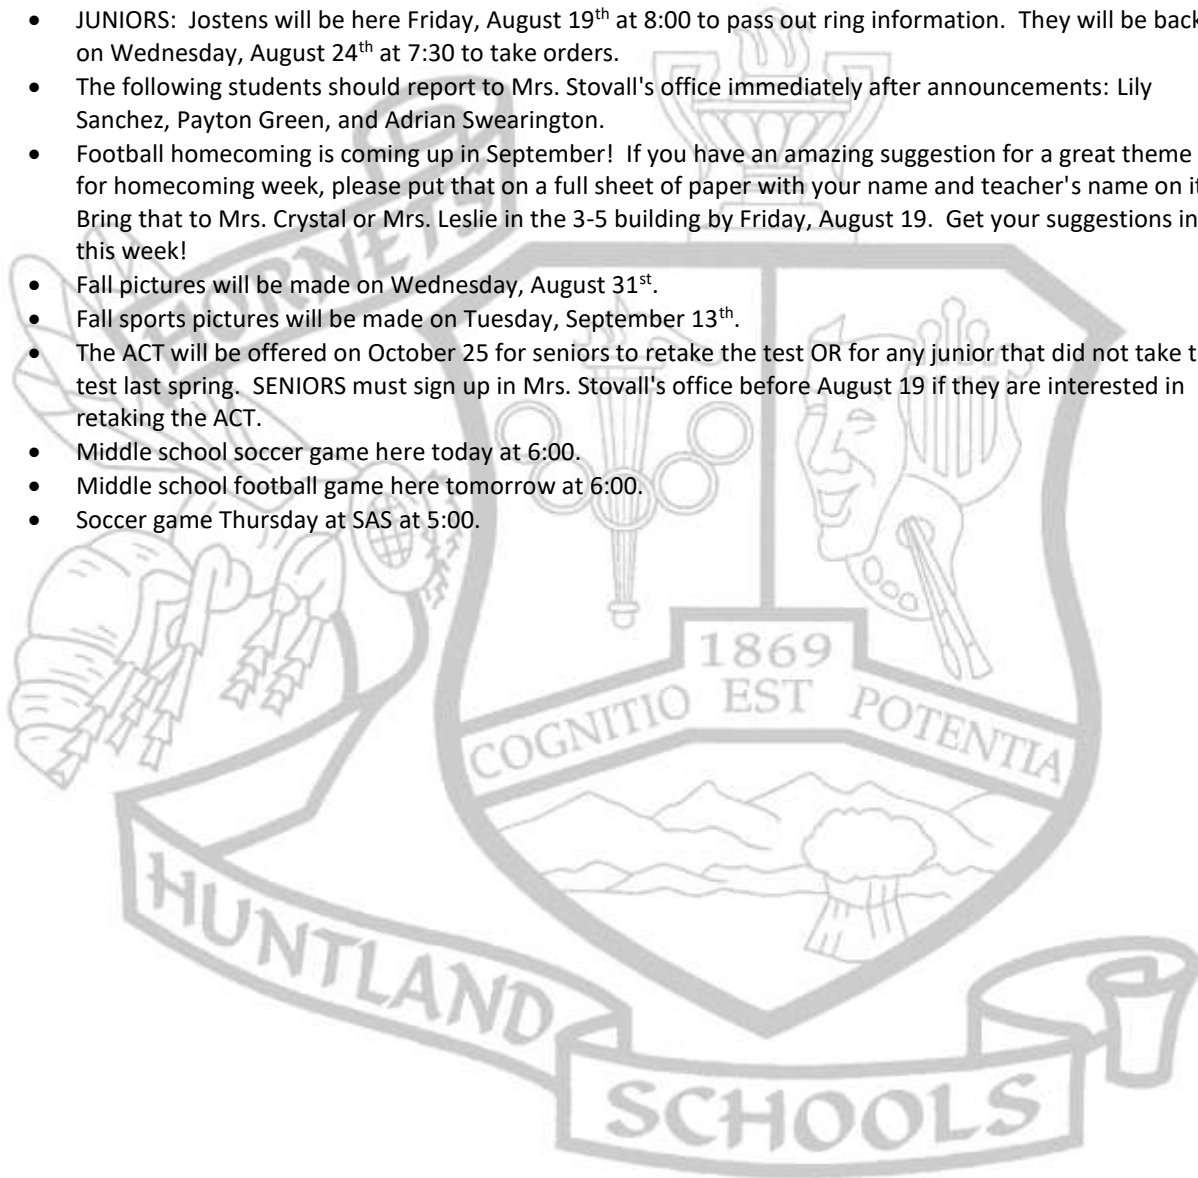 • JUNIORS: Jostens will be here Friday, August 19th at 8:00 to pass out ring information. They will be back
on Wednesday, August 24th at 7:30 to take orders.
• The following students should report to Mrs. Stovall's office immediately after announcements: Lily
Sanchez, Payton Green, and Adrian Swearington.
• Football homecoming is coming up in September! If you have an amazing suggestion for a great theme
for homecoming week, please put that on a full sheet of paper with your name and teacher's name on it
Bring that to Mrs. Crystal or Mrs. Leslie in the 3-5 building by Friday, August 19. Get your suggestions in
this week!
• Fall pictures will be made on Wednesday, August 31st.
• Fall sports pictures will be made on Tuesday, September 13th.
• The ACT will be offered on October 25 for seniors to retake the test OR for any junior that did not take
test last spring. SENIORS must sign up in Mrs. Stovall's office before August 19 if they are interested in
retaking the ACT.
• Middle school soccer game here today at 6:00.
• Middle school football game here tomorrow at 6:00.
• Soccer game Thursday at SAS at 5:00.
HORNETS
1869
COGNITIO EST POTENTIA
HUNTLAND
SCHOOLS